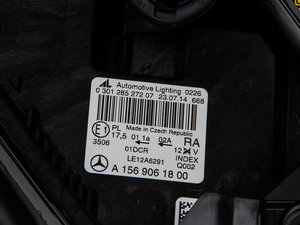 AL Automotive Lighting 0226
0 301 285 272 07 23.07.14 668
E1 PL Made in Czech Republic
17,5 01 1a 02A RA
3506 12 V
01DCR INDEX
LE12A6291 Q002
A 156 906 18 00